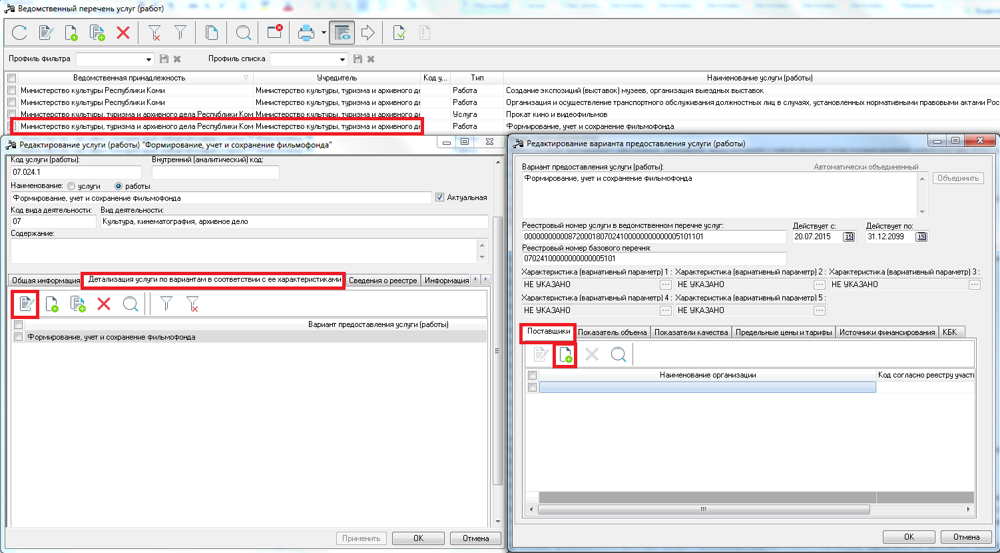 Ведомственный перечень услуг (работ)
Профиль фильтра
Профиль списка
Ведомственная принадлежность
Учредитель
Код у...
Тип
Наименование услуги (работы)
Министерство культуры Республики Коми Министерство культуры, туризма и архивного де Работа Создание экспозиций (выставок) музеев, организация выездных выставок
Министерство культуры Республики Коми Министерство культуры, туризма и архивного де Работа Организация и осуществление транспортного обслуживания должностных лиц в случаях, установленных нормативными правовыми актами Рос
Министерство культуры, туризма и архивного дела Республики Ком Министерство культуры, туризма и архивного де Услуга Прокат кино и видеофильмов
Министерство культуры, туризма и архивного дела Республики Ком Министерство культуры, туризма и архивного де Работа Формирование, учет и сохранение фильмофонда
Редактирование услуги (работы) "Формирование, учет и сохранение фильмофонда"
Код услуги (работы): Внутренний (аналитический) код:
07.024.1
Наименование: услуги работы
Формирование, учет и сохранение фильмофонда Актуальная
Код вида деятельности: Вид деятельности:
07 Культура, кинематография, архивное дело
Содержание:
Общая информация Детализация услуги по вариантам в соответствии с ее характеристиками Сведения о реестре Информация
Вариант предоставления услуги (работы)
Формирование, учет и сохранение фильмофонда
Применить OK Отмена
Редактирование варианта предоставления услуги (работы)
Вариант предоставления услуги (работы): Автоматически объединенный
Формирование, учет и сохранение фильмофонда Объединить
Реестровый номер услуги в ведомственном перечне услуг: Действует с: Действует по:
000000000008720001807024100000000000005101101 20.07.2015 15 31.12.2099 15
Реестровый номер базового перечня:
07024100000000000005101
Характеристика (вариативный параметр) 1 : Характеристика (вариативный параметр) 2 : Характеристика (вариативный параметр) 3 :
НЕ УКАЗАНО ... НЕ УКАЗАНО ... НЕ УКАЗАНО ...
Характеристика (вариативный параметр) 4 : Характеристика (вариативный параметр) 5 :
НЕ УКАЗАНО ... НЕ УКАЗАНО ...
Поставщики Показатель объема Показатели качества Предельные цены и тарифы Источники финансирования КБК
Наименование организации Код согласно реестру участ
OK Отмена